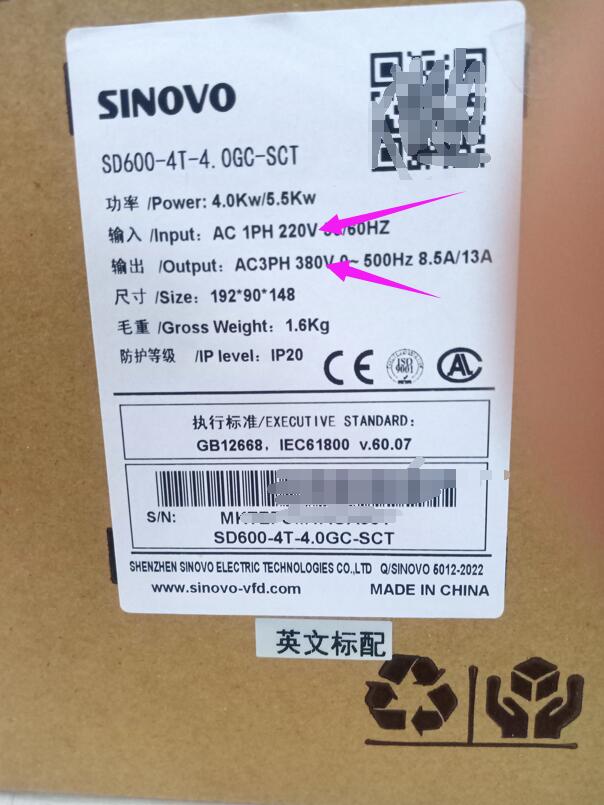 SINOVO
SD600-4T-4.0GC-SCT
功率 /Power: 4.0Kw/5.5Kw
输入 /Input: AC 1PH 220V /60HZ
输出 /Output: AC3PH 380V 0~ 500Hz 8.5A/13A
尺寸 /Size: 192*90*148
毛重 /Gross Weight: 1.6Kg
防护等级 /IP level: IP20
CE ISO 9001
执行标准/EXECUTIVE STANDARD:
GB12668, IEC61800 v.60.07
S/N:
SD600-4T-4.0GC-SCT
SHENZHEN SINOVO ELECTRIC TECHNOLOGIES CO.,LTD Q/SINOVO 6012-2022
www.sinovo-vfd.com MADE IN CHINA
英文标配